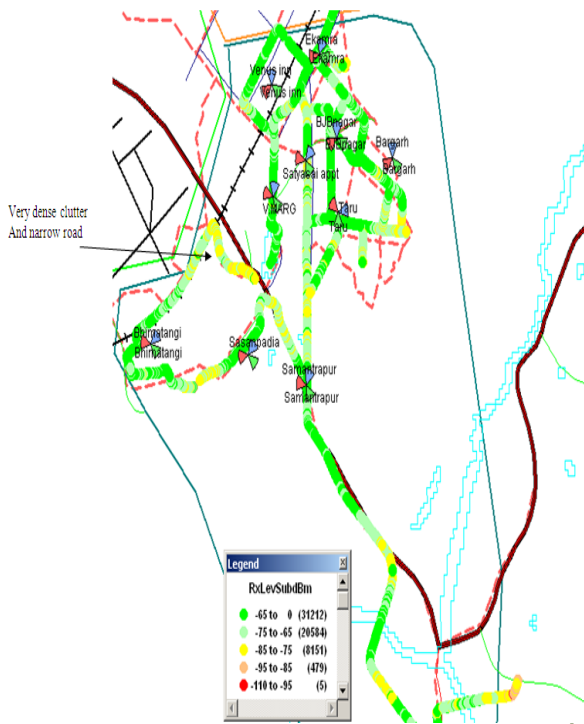 Ekamra
Ekamra
Venus inn
Venus inn
BJBnagar
BJBnagar
Bargarh
Bargarh
Satyasai appt
V.MARG
Taru
Taru
Very dense clutter
And narrow road
Bhimatangi
Bhimatangi
Sasanpadia
Samantrapur
Samantrapur
Legend
RxLevSubdBm
-65 to 0 (31212)
-75 to -65 (20584)
-85 to -75 (8151)
-95 to -85 (479)
-110 to -95 (5)